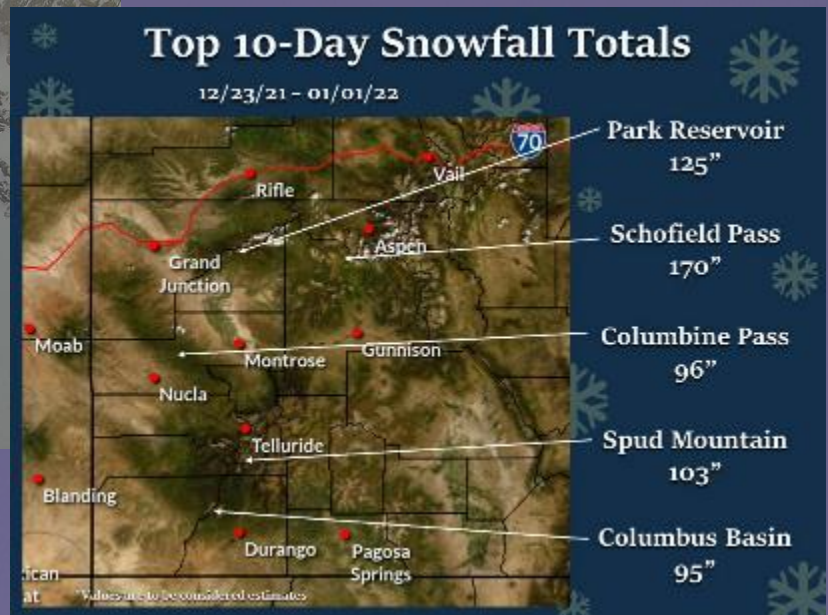 Top 10-Day Snowfall Totals
12/23/21 – 01/01/22
70
Park Reservoir
125”
Vail
Rifle
Schofield Pass
170”
Aspen
Grand
Junction
Columbine Pass
96”
Moab
Montrose
Gunnison
Nucla
Spud Mountain
103”
Telluride
Blanding
Columbus Basin
95”
Durango
Pagosa
Springs
*Values are to be considered estimates